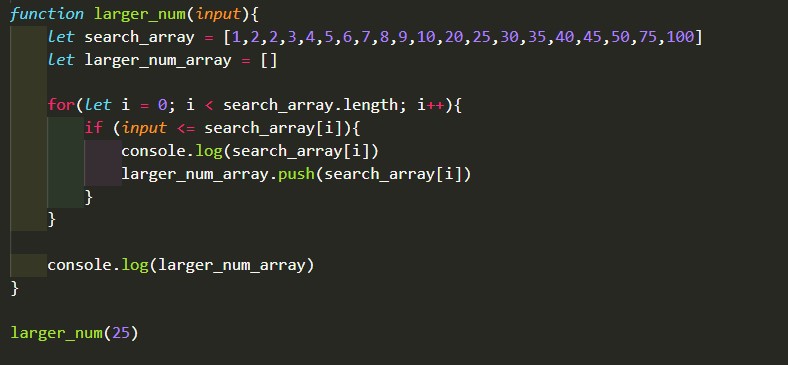 function larger_num(input){
    let search_array = [1,2,2,3,4,5,6,7,8,9,10,20,25,30,35,40,45,50,75,100]
    let larger_num_array = []
    for(let i = 0; i < search_array.length; i++){
        if (input <= search_array[i]){
            console.log(search_array[i])
            larger_num_array.push(search_array[i])
        }
    }
    console.log(larger_num_array)
}
larger_num(25)